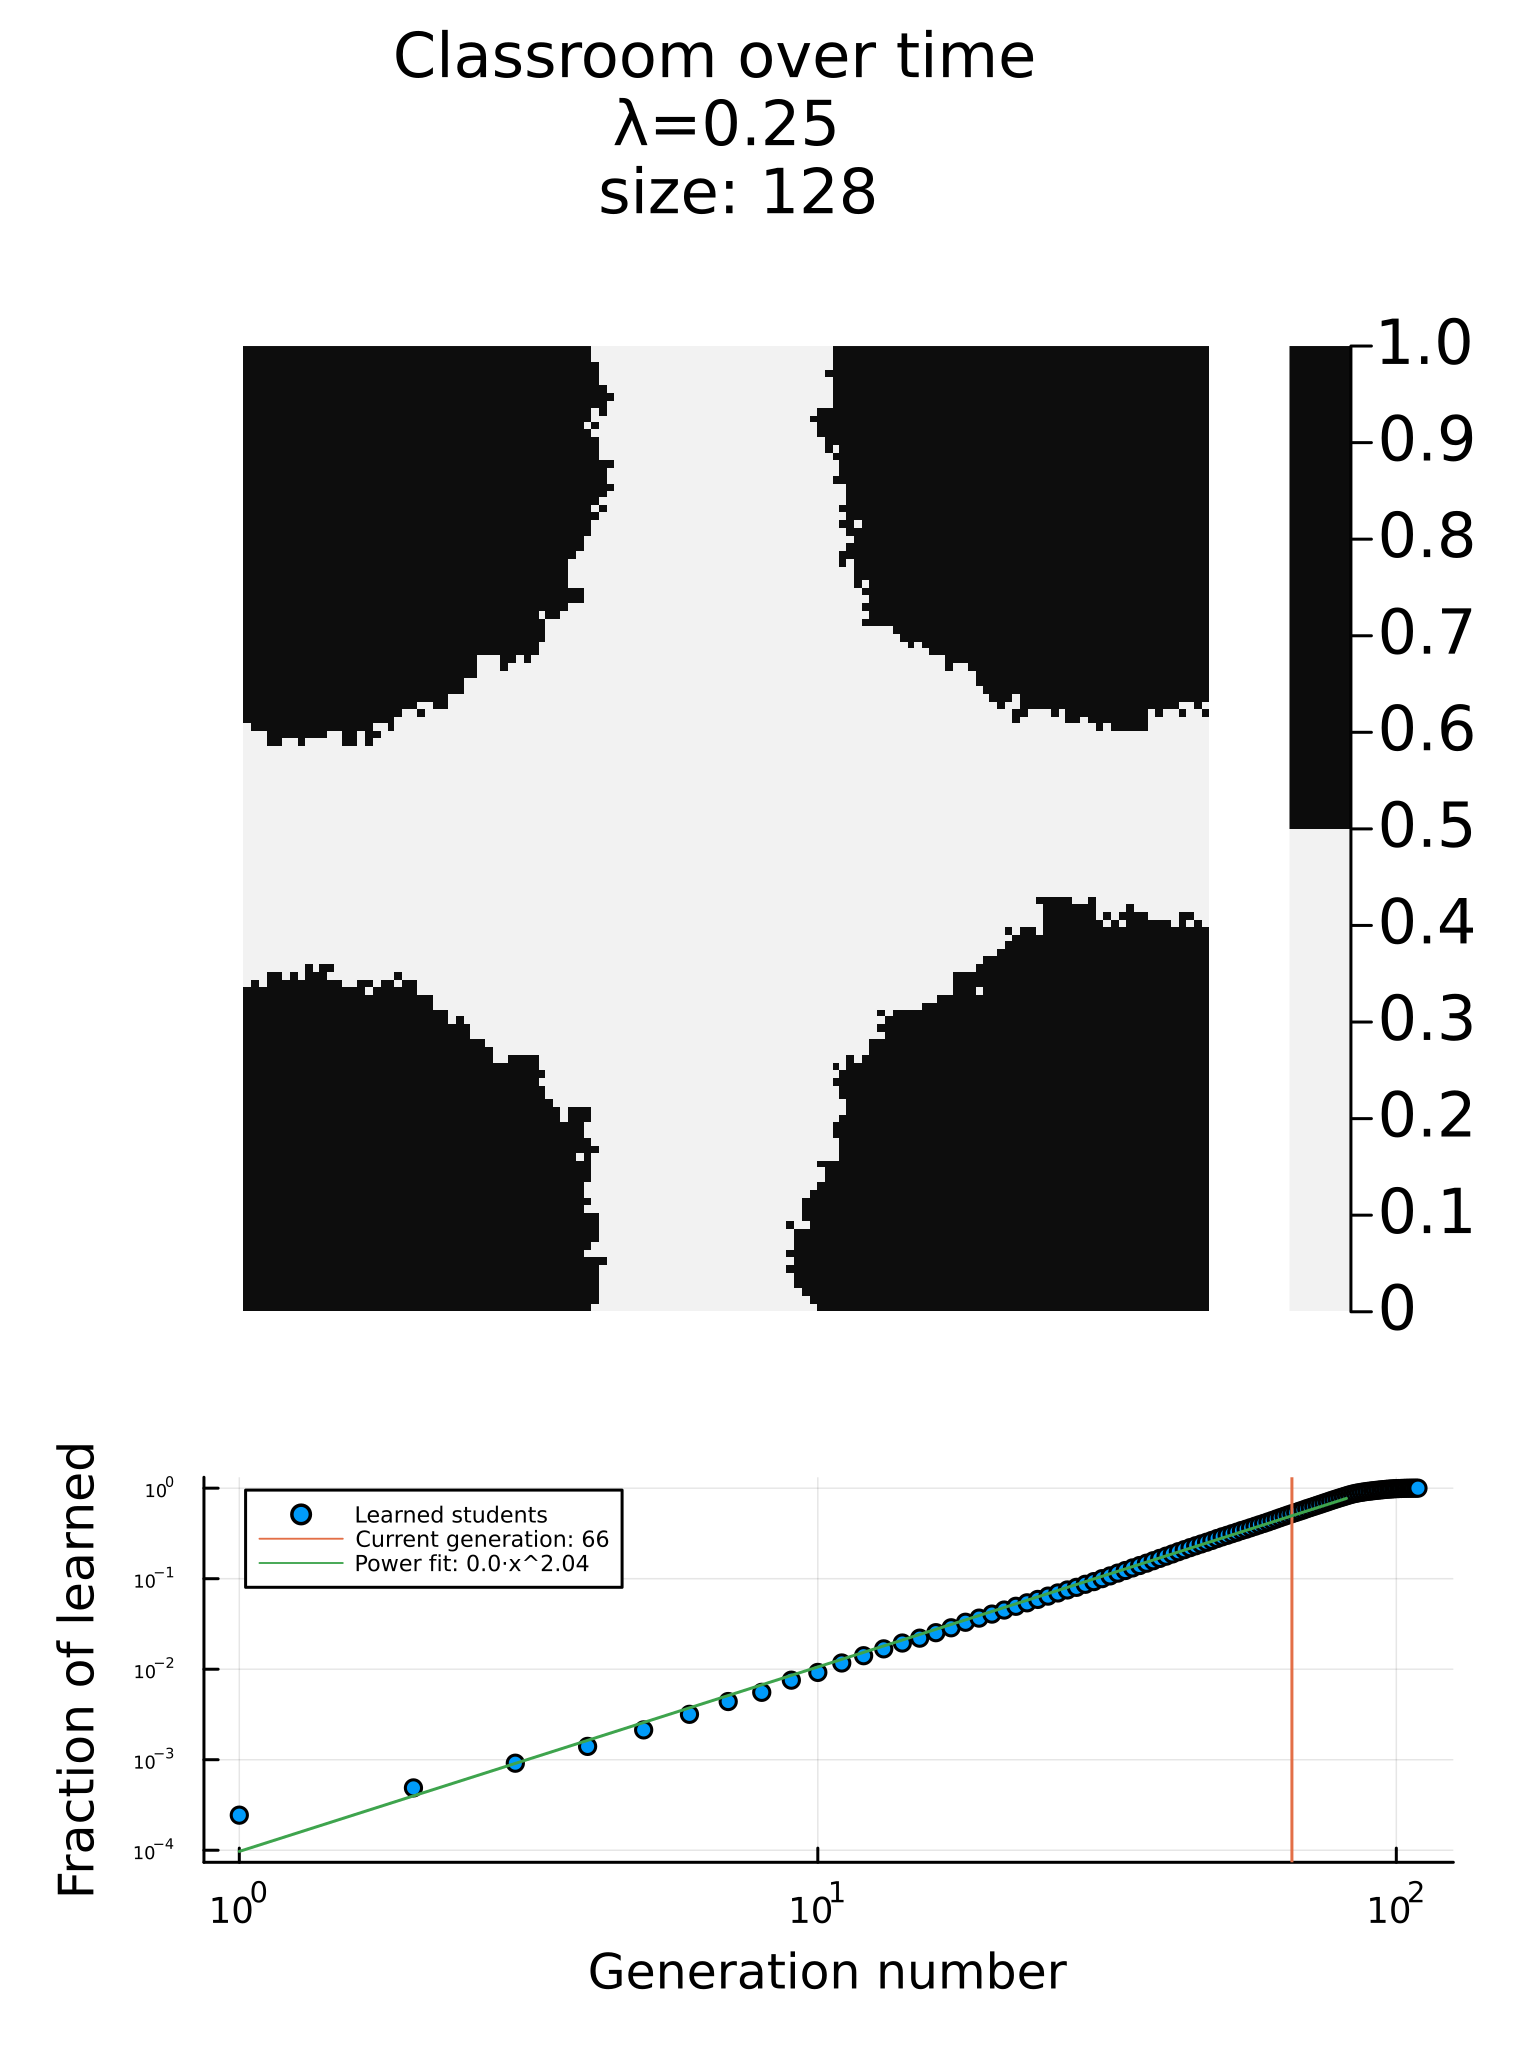 Classroom over time
λ=0.25
size: 128
1.0
0.9
0.8
0.7
0.6
0.5
0.4
0.3
0.2
0.1
0
Fraction of learned
10⁰
10⁻¹
10⁻²
10⁻³
10⁻⁴
Learned students
Current generation: 66
Power fit: 0.0·x^2.04
10⁰ 10¹ 10²
Generation number